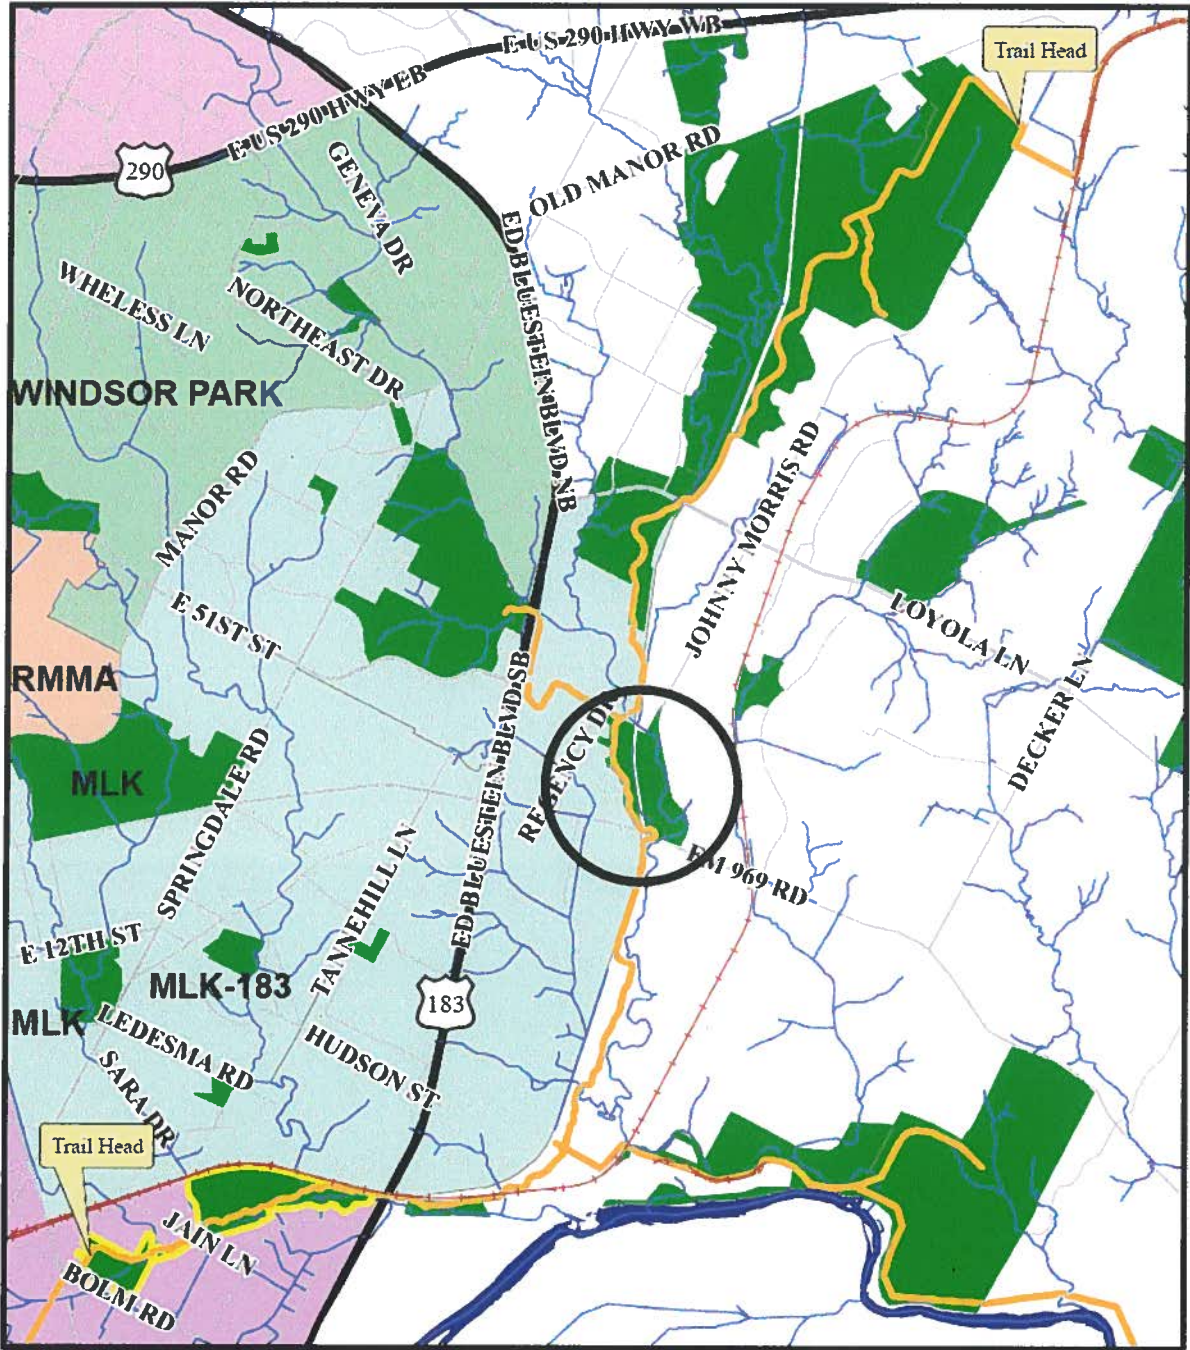 E US 290 HWY WB
Trail Head
E US 290 HWY EB
290
OLD MANOR RD
GENEVA DR
ED BLUESTEIN BLVD NB
WHELESS LN
NORTHEAST DR
WINDSOR PARK
MANOR RD
JOHNNY MORRIS RD
E 51ST ST
LOYOLA LN
RMMA
DECKER LN
ED BLUESTEIN BLVD SB
REGENCY DR
MLK
SPRINGDALE RD
TANNEHILL LN
FM 969 RD
E 12TH ST
MLK-183
183
MLK
LEDESMA RD
HUDSON ST
SARA DR
Trail Head
JAIN LN
BOLM RD